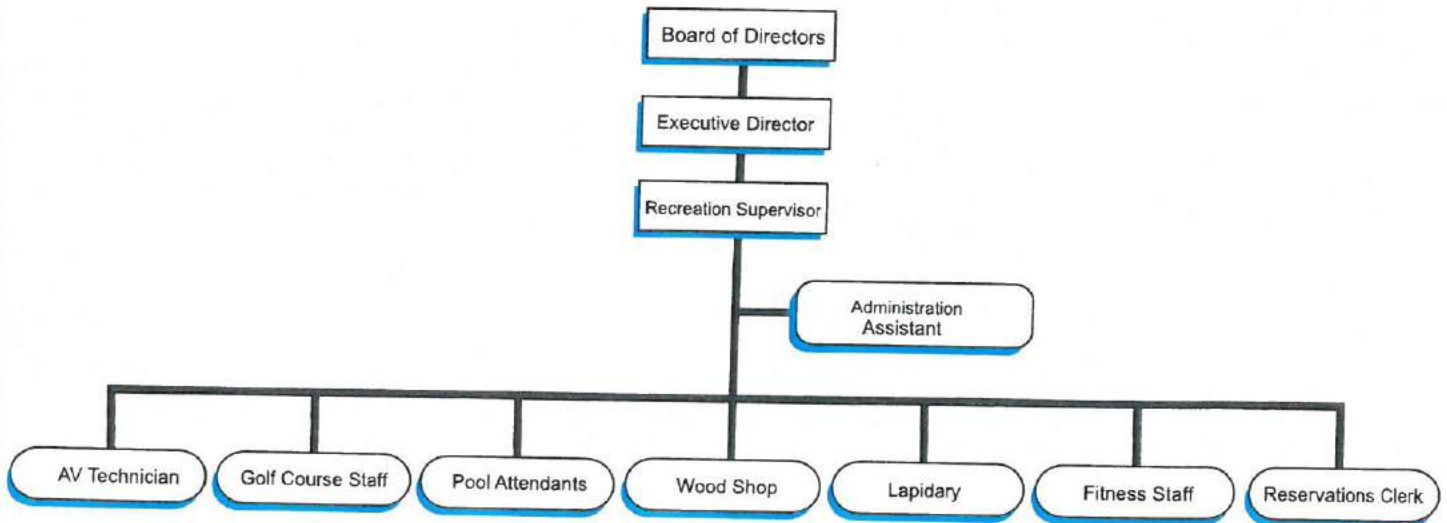 Board of Directors
Executive Director
Recreation Supervisor
Administration
Assistant
AV Technician
Golf Course Staff
Pool Attendants
Wood Shop
Lapidary
Fitness Staff
Reservations Clerk